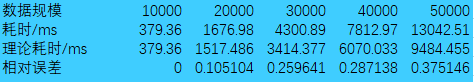 数据规模 10000 20000 30000 40000 50000
耗时/ms 379.36 1676.98 4300.89 7812.97 13042.51
理论耗时/ms 379.36 1517.486 3414.377 6070.033 9484.455
相对误差 0 0.105104 0.259641 0.287138 0.375146